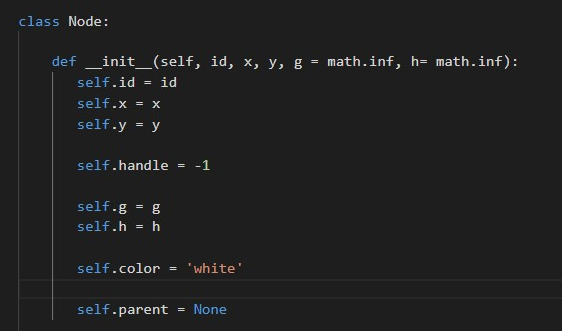 class Node:
def __init__(self, id, x, y, g = math.inf, h= math.inf):
self.id = id
self.x = x
self.y = y
self.handle = -1
self.g = g
self.h = h
self.color = 'white'
self.parent = None